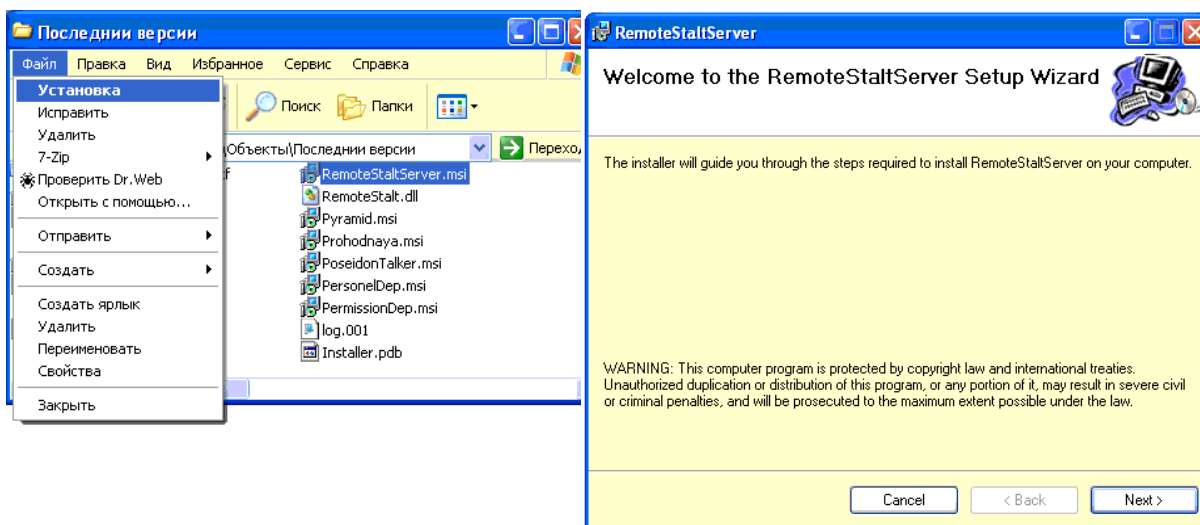 Последнии версии
Файл Правка Вид Избранное Сервис Справка
Установка
Исправить
Удалить
7-Zip
Проверить Dr.Web
Открыть с помощью...
Отправить
Создать
Создать ярлык
Удалить
Переименовать
Свойства
Закрыть
Поиск Папки
\Объекты\Последнии версии
RemoteStaltServer.msi
RemoteStalt.dll
Pyramid.msi
Prohodnaya.msi
PoseidonTalker.msi
PersonelDep.msi
PermissionDep.msi
log.001
Installer.pdb
RemoteStaltServer
Welcome to the RemoteStaltServer Setup Wizard
The installer will guide you through the steps required to install RemoteStaltServer on your computer.
WARNING: This computer program is protected by copyright law and international treaties.
Unauthorized duplication or distribution of this program, or any portion of it, may result in severe civil
or criminal penalties, and will be prosecuted to the maximum extent possible under the law.
Cancel < Back Next >